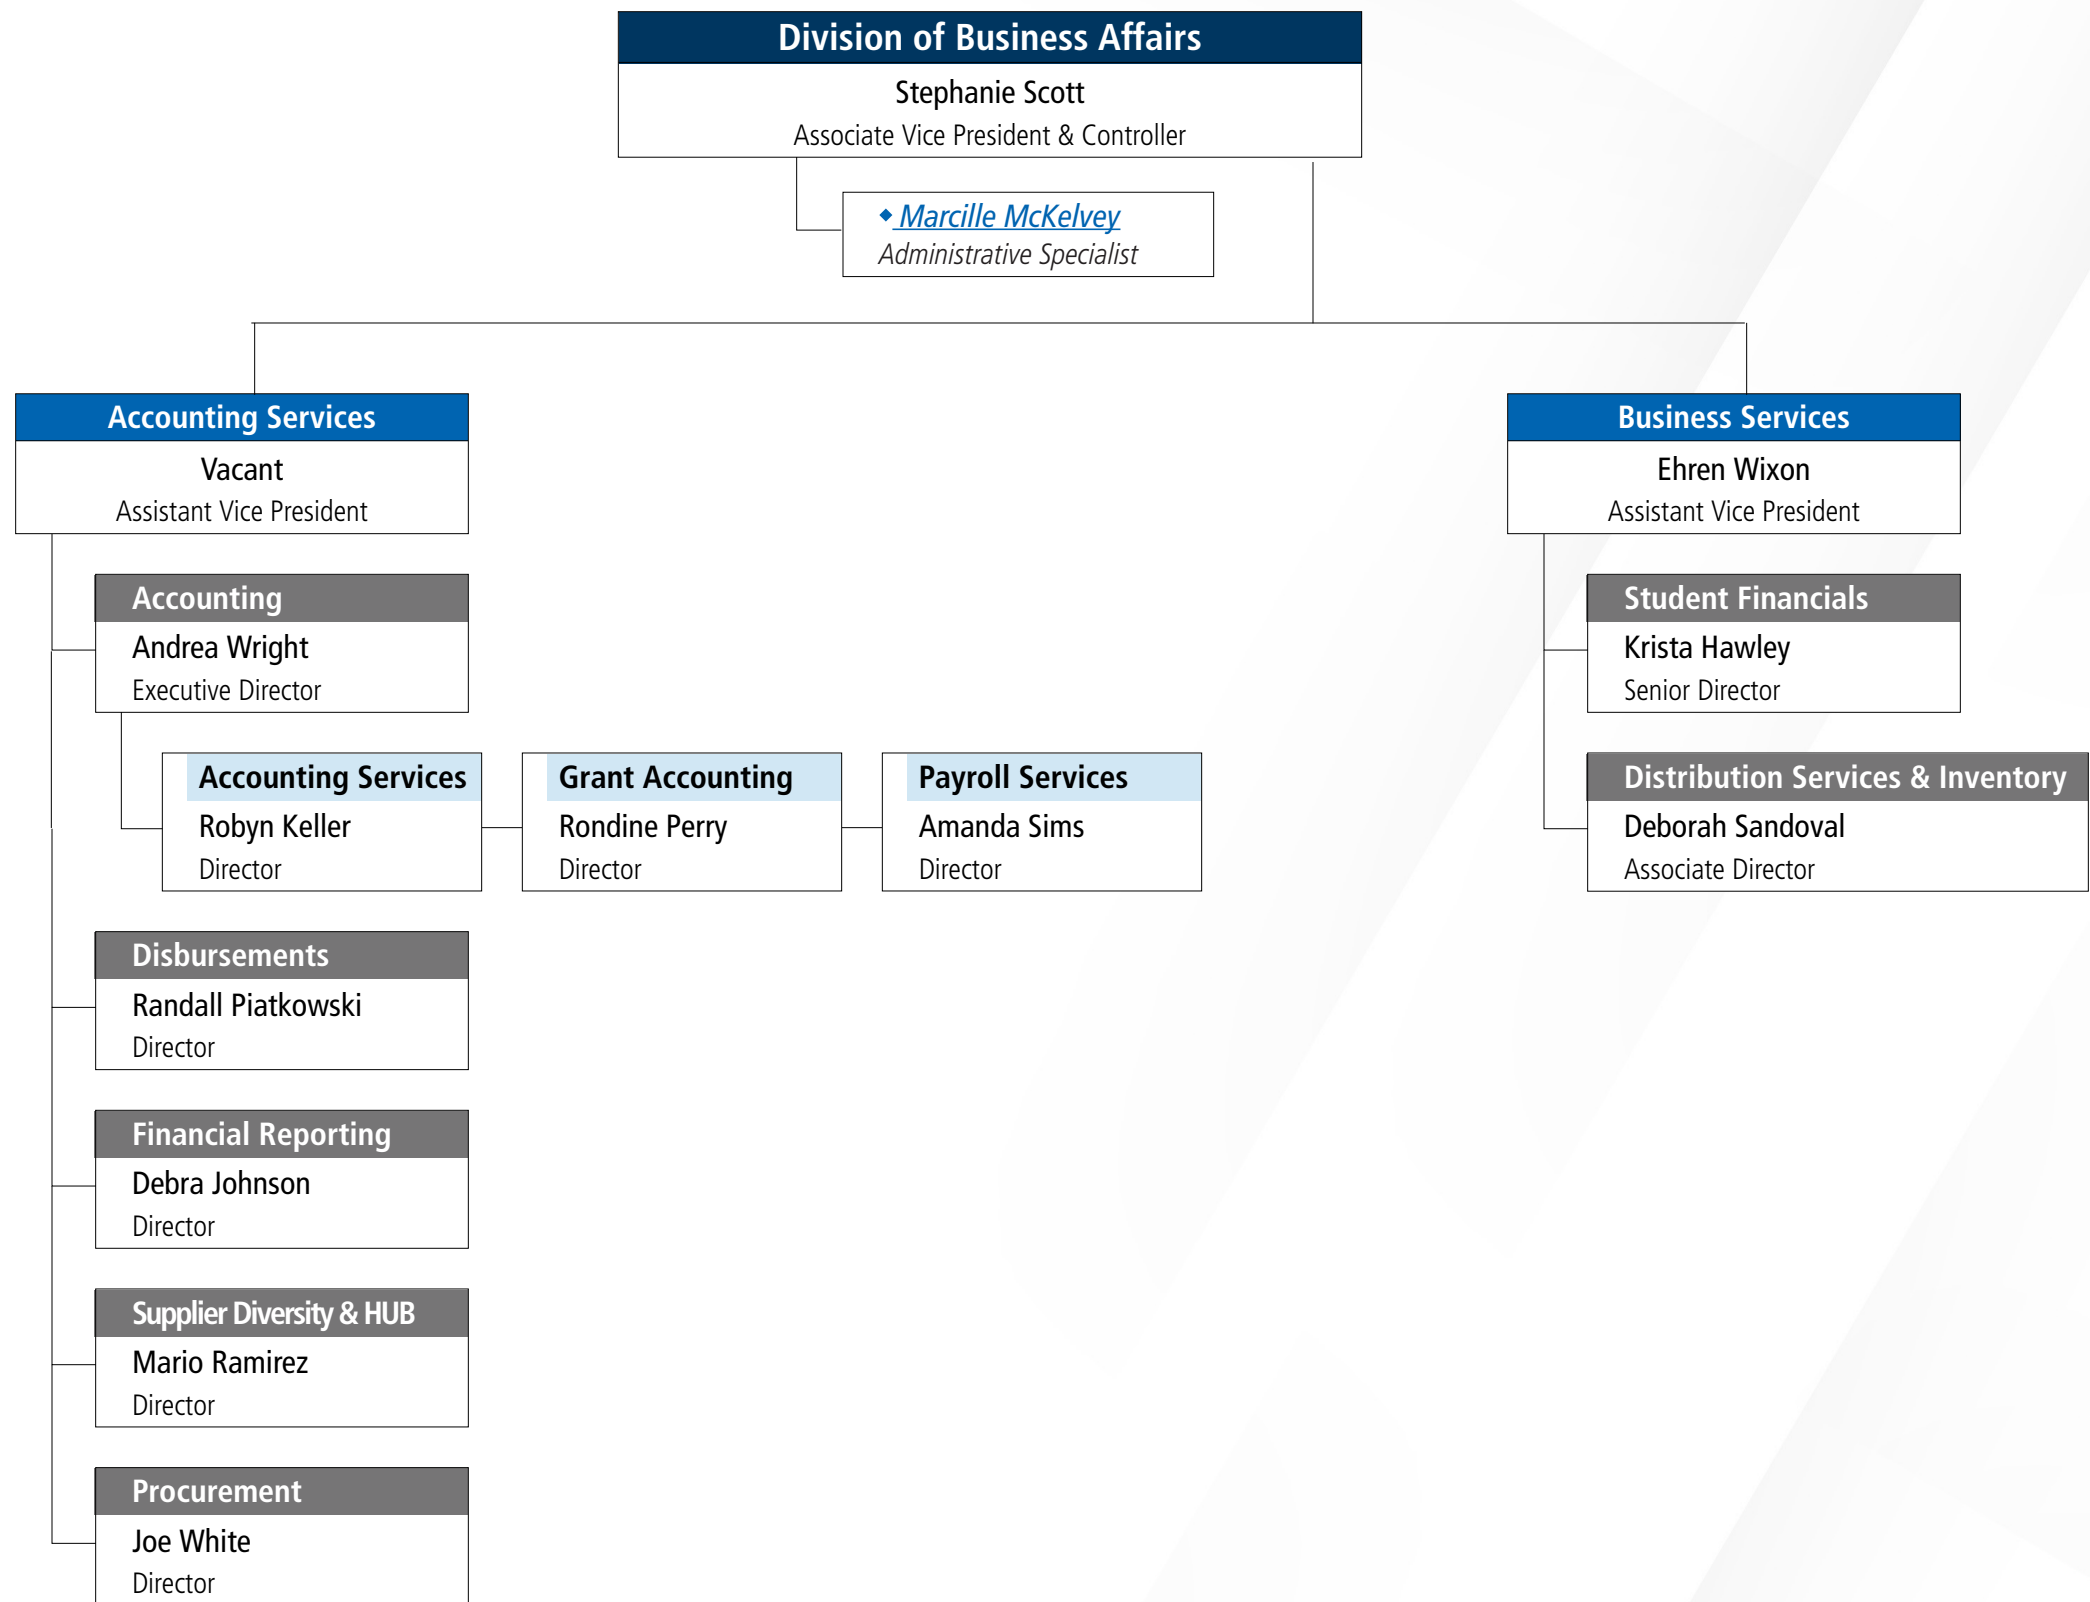 Division of Business Affairs
Stephanie Scott
Associate Vice President & Controller
◆ Marcille McKelvey
Administrative Specialist
Accounting Services
Vacant
Assistant Vice President
Business Services
Ehren Wixon
Assistant Vice President
Accounting
Andrea Wright
Executive Director
Student Financials
Krista Hawley
Senior Director
Accounting Services
Robyn Keller
Director
Grant Accounting
Rondine Perry
Director
Payroll Services
Amanda Sims
Director
Distribution Services & Inventory
Deborah Sandoval
Associate Director
Disbursements
Randall Piatkowski
Director
Financial Reporting
Debra Johnson
Director
Supplier Diversity & HUB
Mario Ramirez
Director
Procurement
Joe White
Director